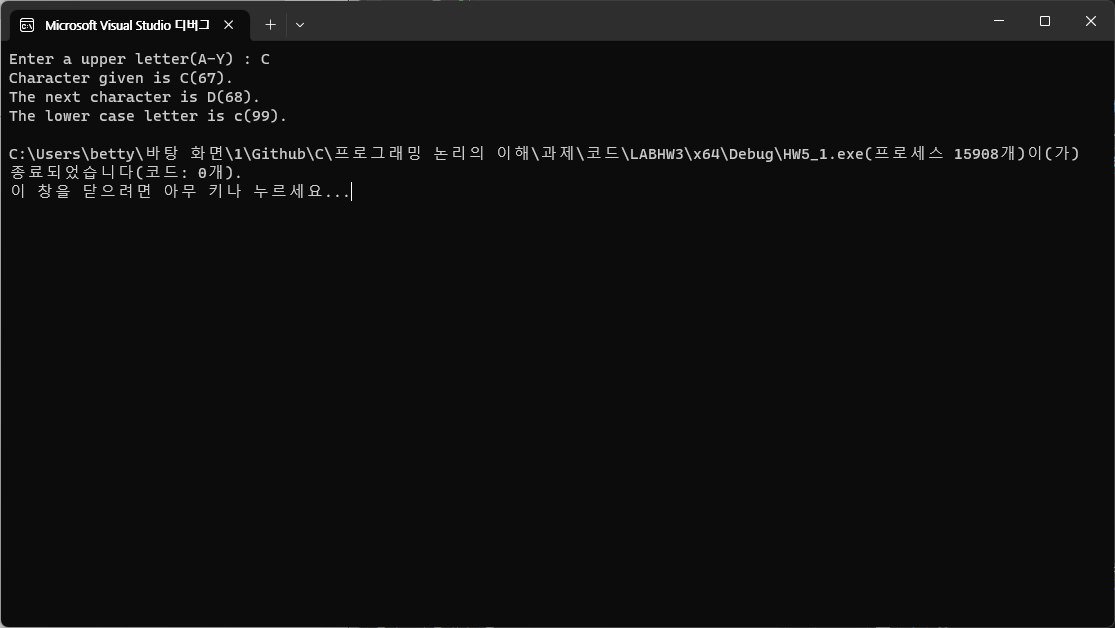 Microsoft Visual Studio 디버그
Enter a upper letter(A-Y) : C
Character given is C(67).
The next character is D(68).
The lower case letter is c(99).
C:\Users\betty\바탕 화면\1\Github\C\프로그래밍 논리의 이해\과제\코드\LABHW3\x64\Debug\HW5_1.exe(프로세스 15908개)이(가)
종료되었습니다(코드: 0개).
이 창을 닫으려면 아무 키나 누르세요...